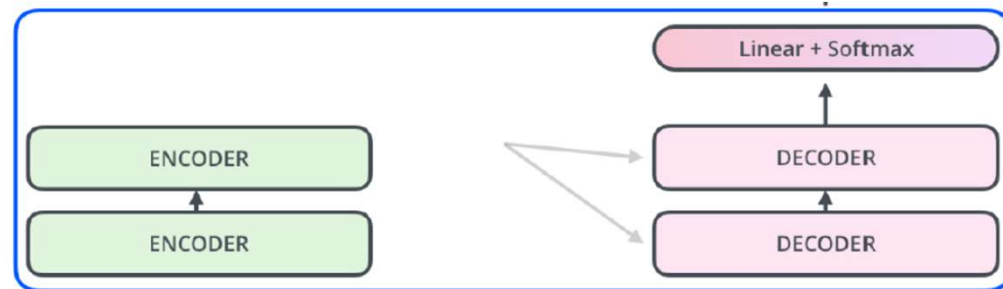 Linear + Softmax
ENCODER
DECODER
ENCODER
DECODER